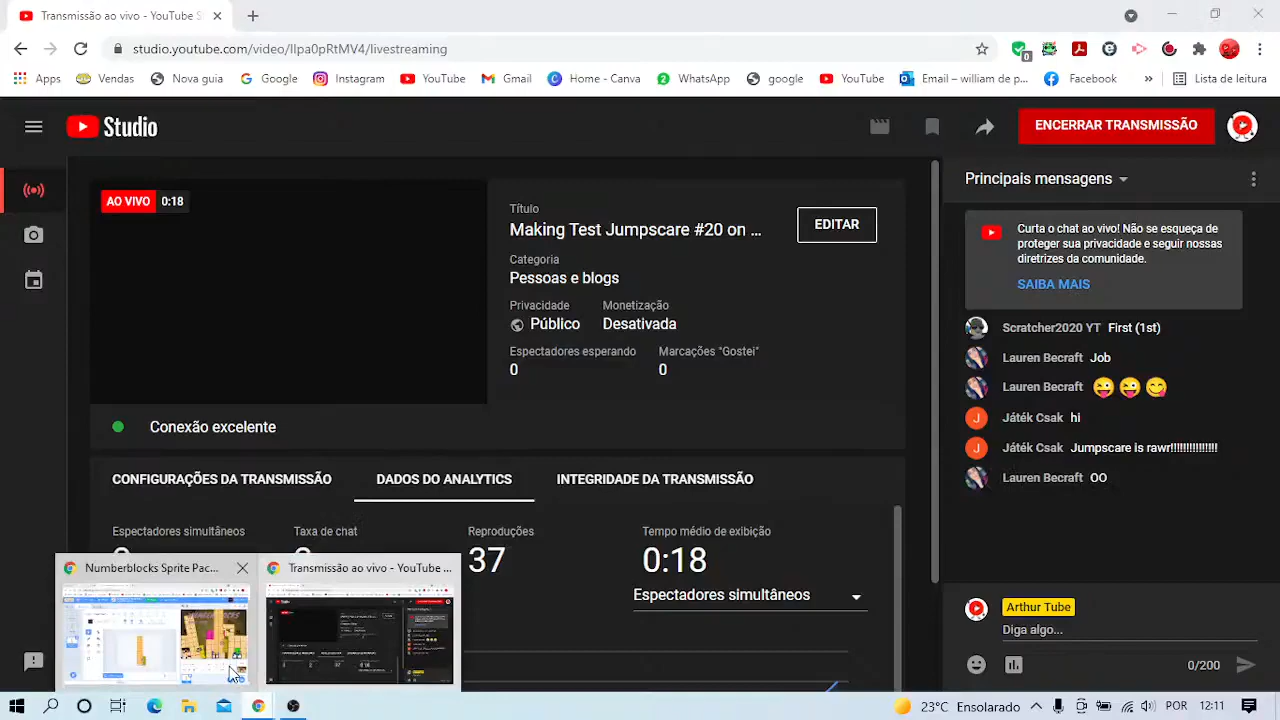 Transmissão ao vivo - YouTube S
studio.youtube.com/video/IIpa0pRtMV4/livestreaming
0
Apps
Vendas
Nova guia
Google
Instagram
YouTube
Gmail
Home - Canva
2
WhatsApp
google
YouTube
Email – william de p...
Facebook
»
Lista de leitura
Studio
ENCERRAR TRANSMISSÃO
AO VIVO 0:18
Título
Making Test Jumpscare #20 on ...
EDITAR
Categoria
Pessoas e blogs
Privacidade Monetização
Público Desativada
Espectadores esperando Marcações "Gostei"
0 0
Conexão excelente
CONFIGURAÇÕES DA TRANSMISSÃO DADOS DO ANALYTICS INTEGRIDADE DA TRANSMISSÃO
Espectadores simultâneos Taxa de chat Reproduções Tempo médio de exibição
37 0:18
Espectadores simultâneos
Numberblocks Sprite Pac...
Transmissão ao vivo - YouTube ...
Principais mensagens
Curta o chat ao vivo! Não se esqueça de
proteger sua privacidade e seguir nossas
diretrizes da comunidade.
SAIBA MAIS
Scratcher2020 YT First (1st)
Lauren Becraft Job
Lauren Becraft
J Játék Csak hi
J Játék Csak Jumpscare is rawr!!!!!!!!!!!!!!!
Lauren Becraft OO
Arthur Tube
Diga algo...
0/200
23°C Ensolarado
POR
12:11